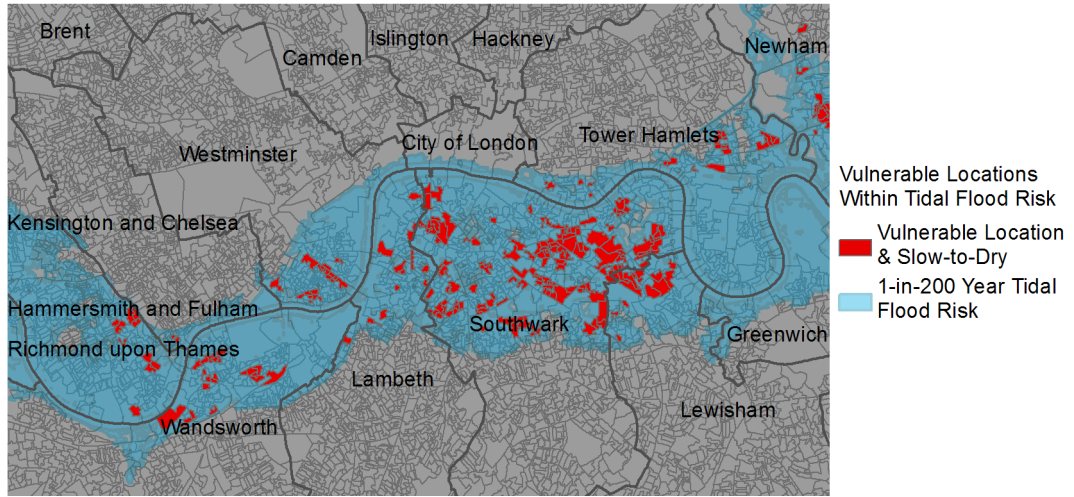 Brent
Islington
Hackney
Camden
Newham
City of London
Tower Hamlets
Westminster
Kensington and Chelsea
Hammersmith and Fulham
Southwark
Greenwich
Richmond upon Thames
Lambeth
Lewisham
Wandsworth
Vulnerable Locations
Within Tidal Flood Risk
Vulnerable Location
& Slow-to-Dry
1-in-200 Year Tidal
Flood Risk